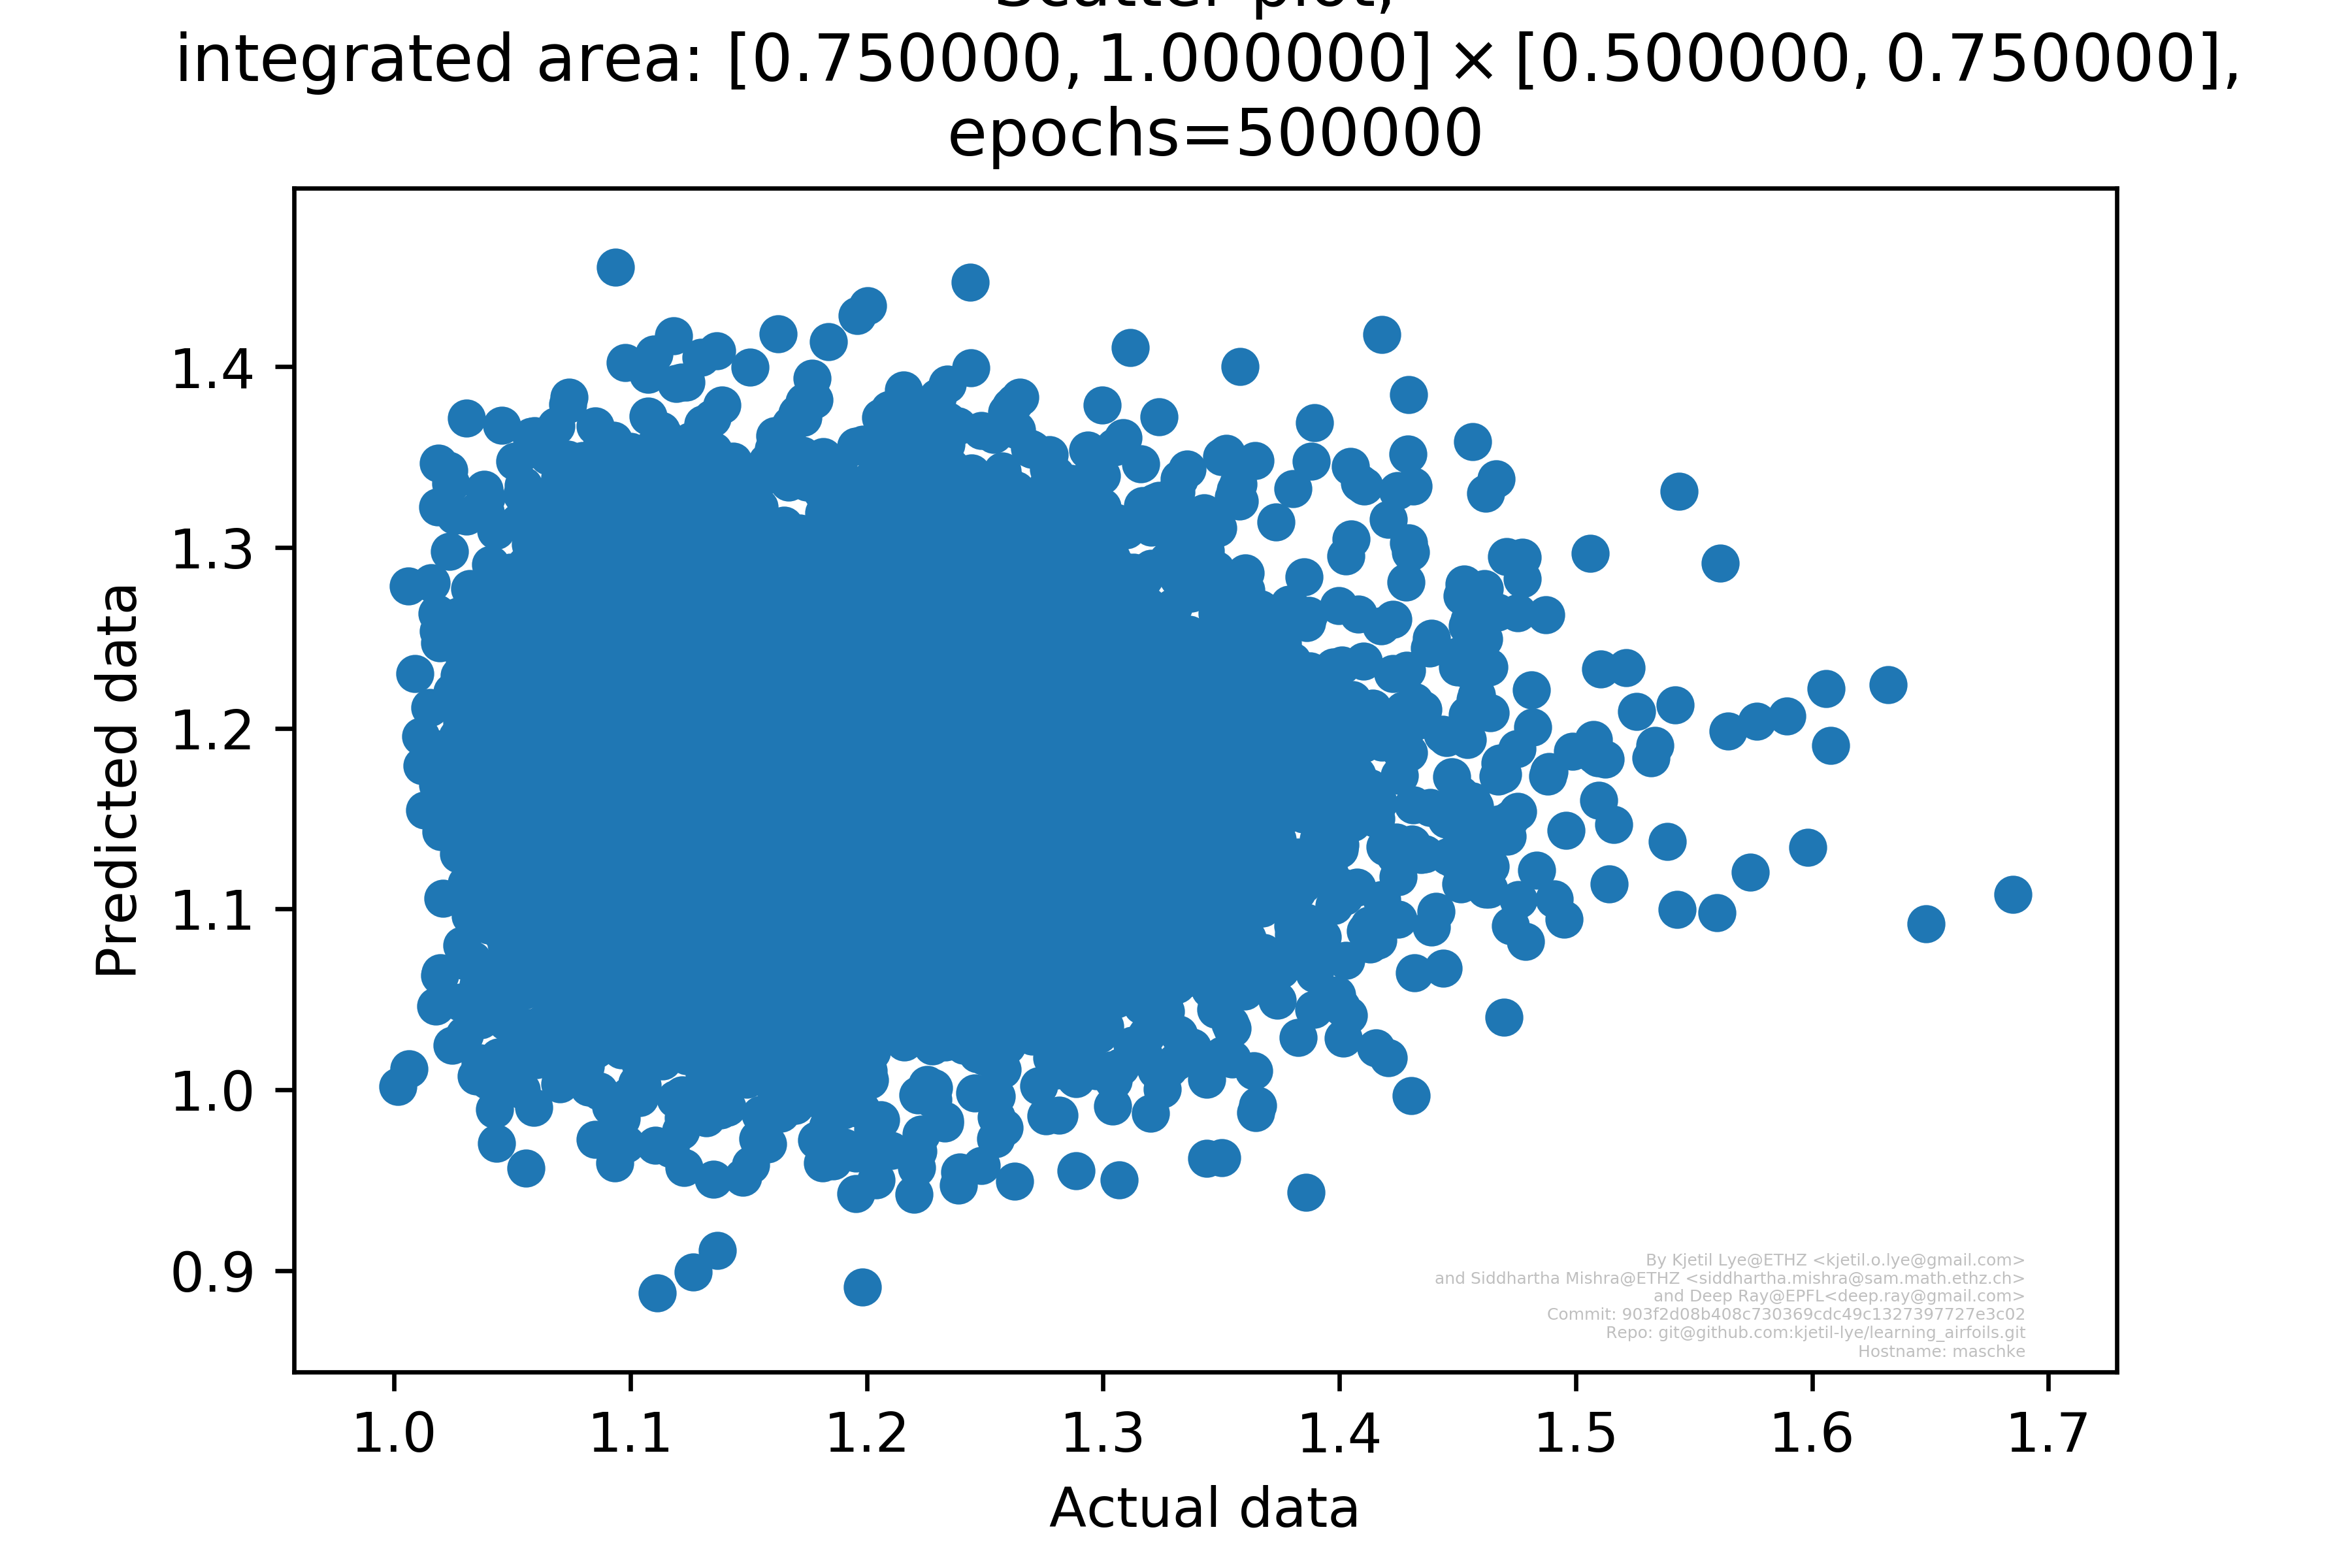 Scatter plot,
integrated area: [0.750000, 1.000000] × [0.500000, 0.750000],
epochs=500000
1.4
1.3
1.2
1.1
1.0
0.9
Predicted data
By Kjetil Lye@ETHZ <kjetil.o.lye@gmail.com>
and Siddhartha Mishra@ETHZ <siddhartha.mishra@sam.math.ethz.ch>
and Deep Ray@EPFL<deep.ray@gmail.com>
Commit: 903f2d08b408c730369cdc49c1327397727e3c02
Repo: git@github.com:kjetil-lye/learning_airfoils.git
Hostname: maschke
1.0 1.1 1.2 1.3 1.4 1.5 1.6 1.7
Actual data